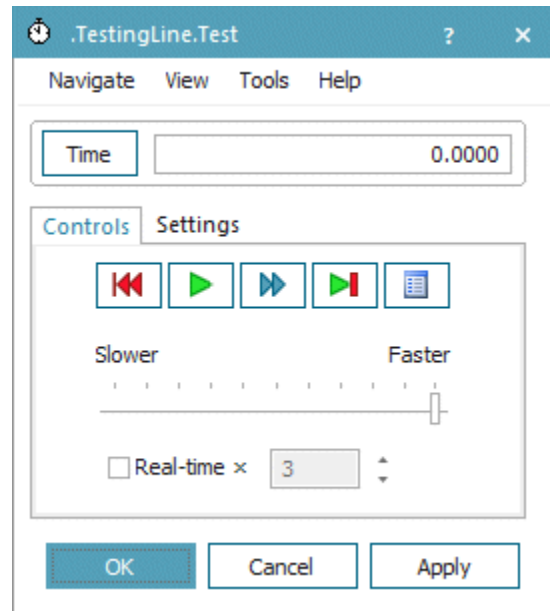 .TestingLine.Test ? ×
Navigate View Tools Help
Time 0.0000
Controls Settings
Slower Faster
Real-time × 3
OK Cancel Apply